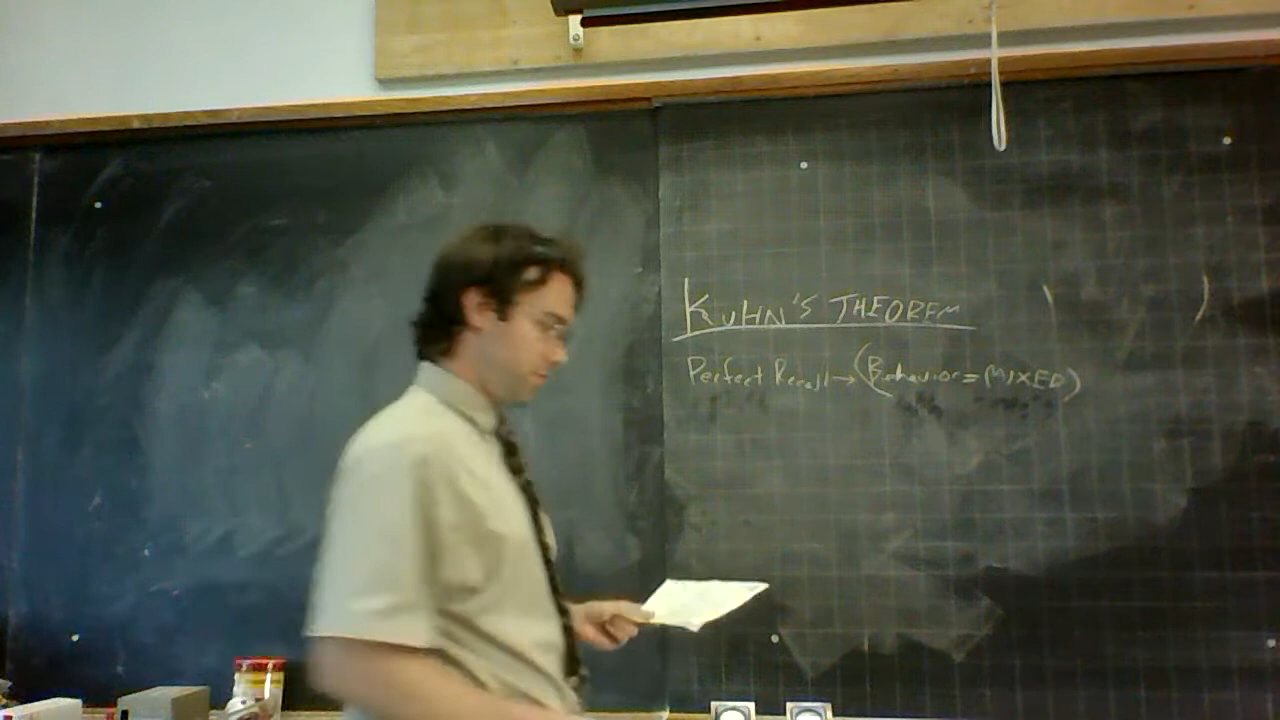 KUHN'S THEOREM
Perfect Recall → (Behavior = MIXED)